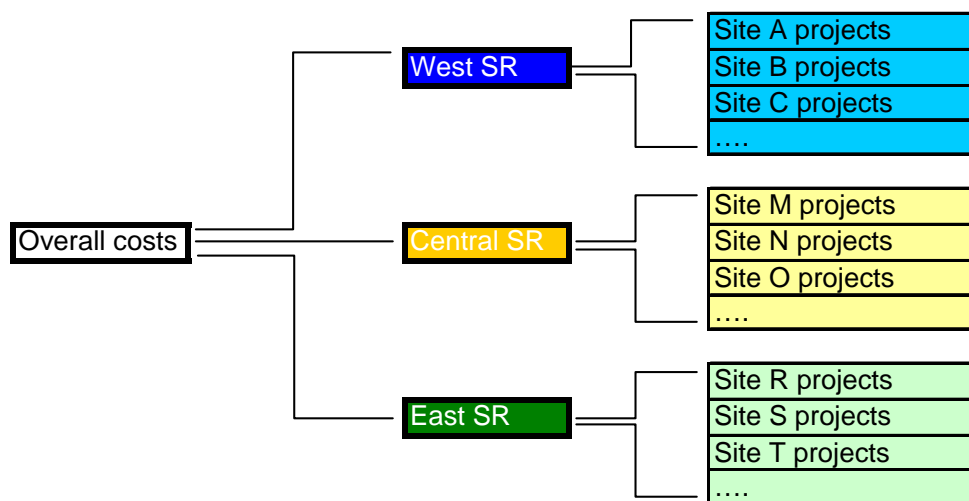 Overall costs
West SR
Site A projects
Site B projects
Site C projects
….
Central SR
Site M projects
Site N projects
Site O projects
….
East SR
Site R projects
Site S projects
Site T projects
….